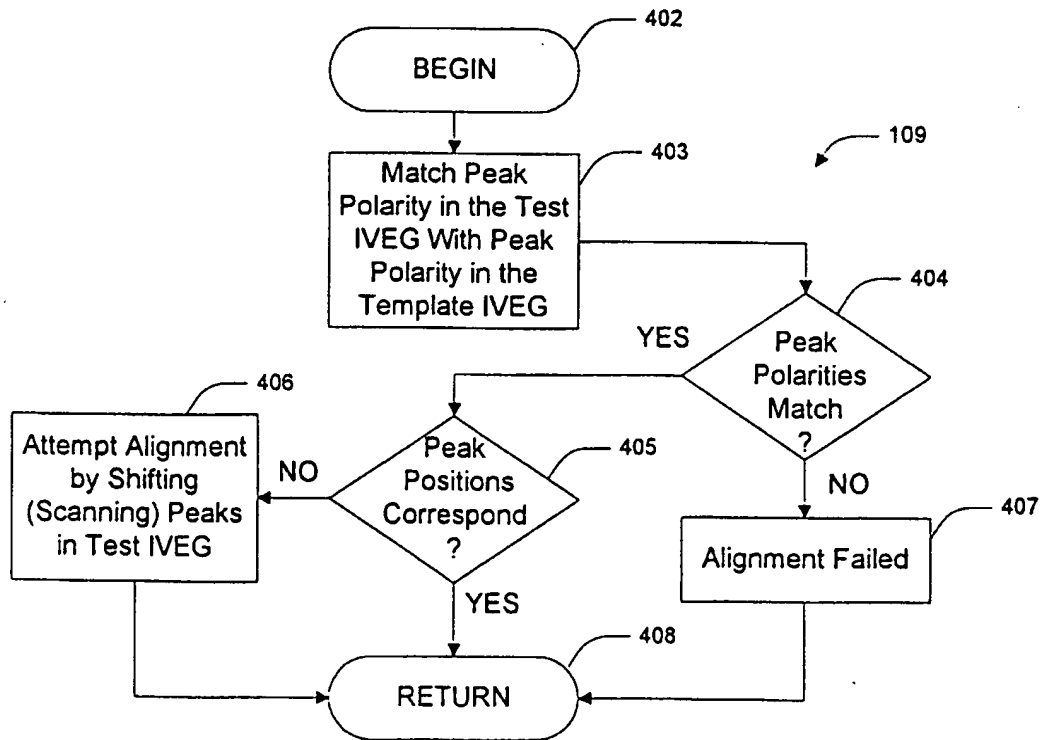 402
BEGIN
109
403
Match Peak
Polarity in the Test
IVEG With Peak
Polarity in the
Template IVEG
404
YES
Peak
Polarities
Match
?
406
Attempt Alignment
by Shifting
(Scanning) Peaks
in Test IVEG
NO
405
Peak
Positions
Correspond
?
NO
407
Alignment Failed
YES
408
RETURN